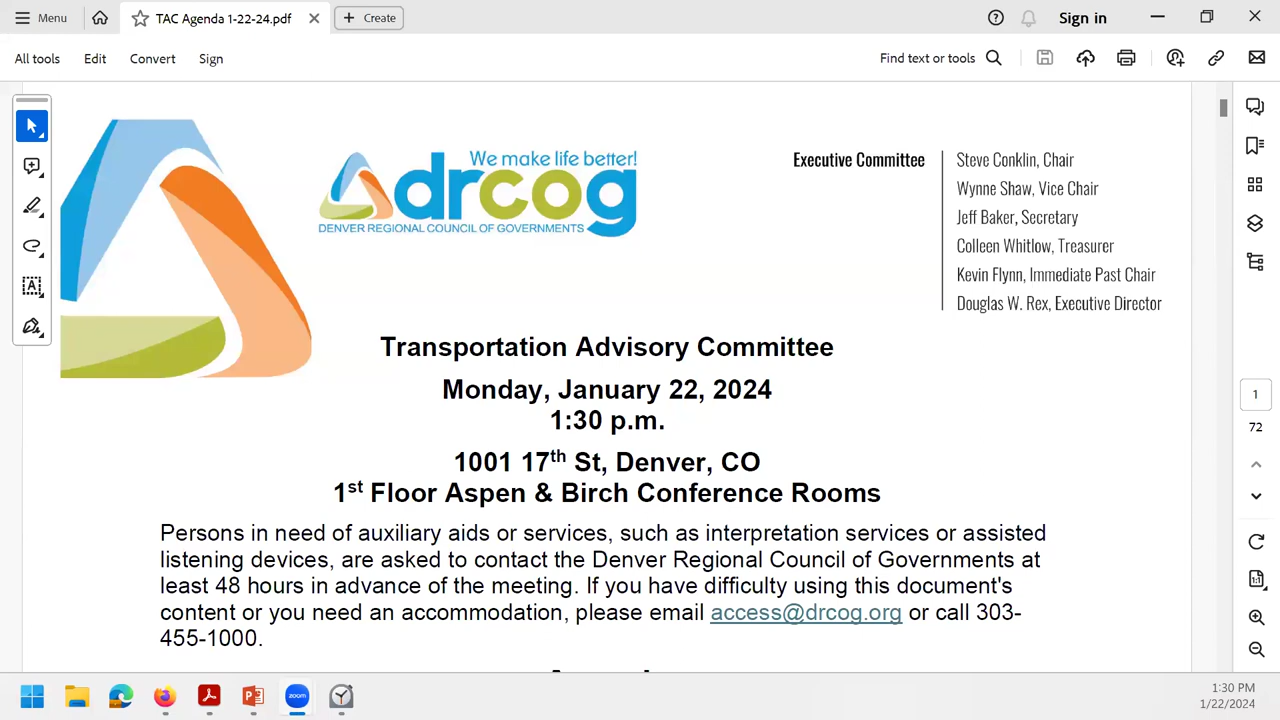 Menu
TAC Agenda 1-22-24.pdf
Create
Sign in
All tools
Edit
Convert
Sign
Find text or tools
We make life better!
drcog
DENVER REGIONAL COUNCIL OF GOVERNMENTS
Executive Committee
Steve Conklin, Chair
Wynne Shaw, Vice Chair
Jeff Baker, Secretary
Colleen Whitlow, Treasurer
Kevin Flynn, Immediate Past Chair
Douglas W. Rex, Executive Director
Transportation Advisory Committee
Monday, January 22, 2024
1:30 p.m.
1001 17th St, Denver, CO
1st Floor Aspen & Birch Conference Rooms
Persons in need of auxiliary aids or services, such as interpretation services or assisted
listening devices, are asked to contact the Denver Regional Council of Governments at
least 48 hours in advance of the meeting. If you have difficulty using this document's
content or you need an accommodation, please email access@drcog.org or call 303-
455-1000.
1
72
1:1
zoom
1:30 PM
1/22/2024